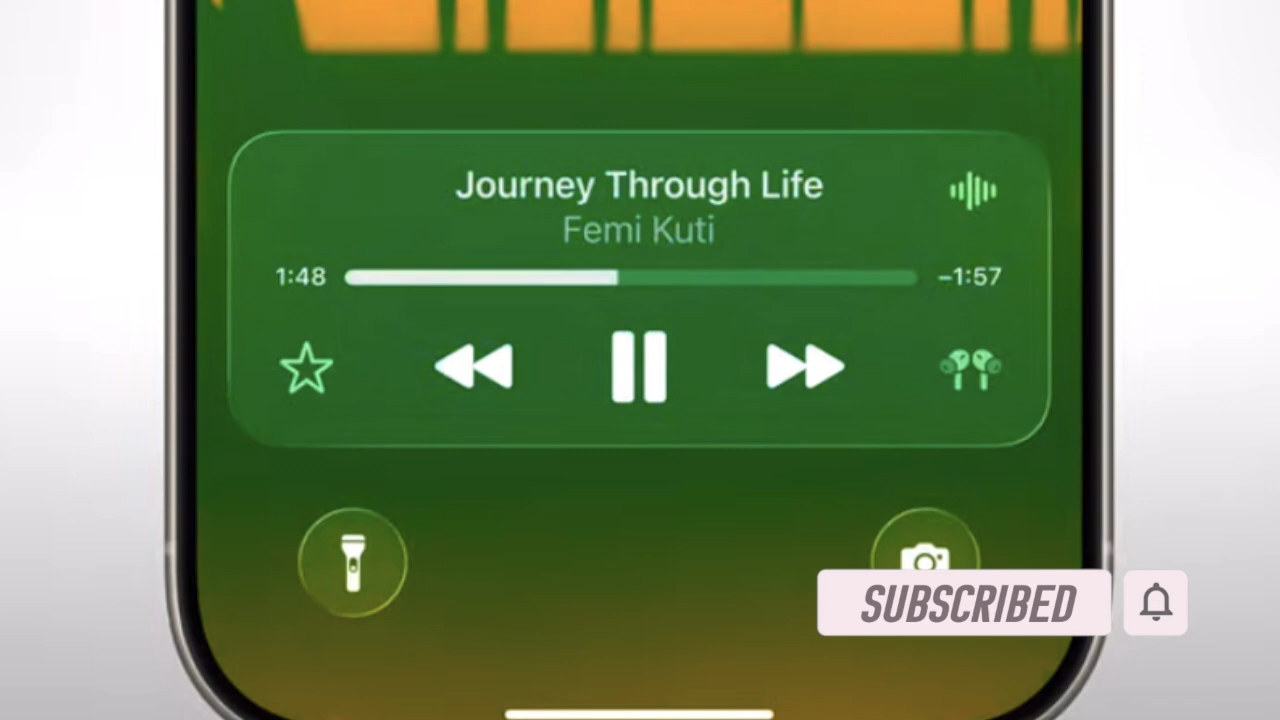 Journey Through Life
Femi Kuti
1:48
–1:57
SUBSCRIBED